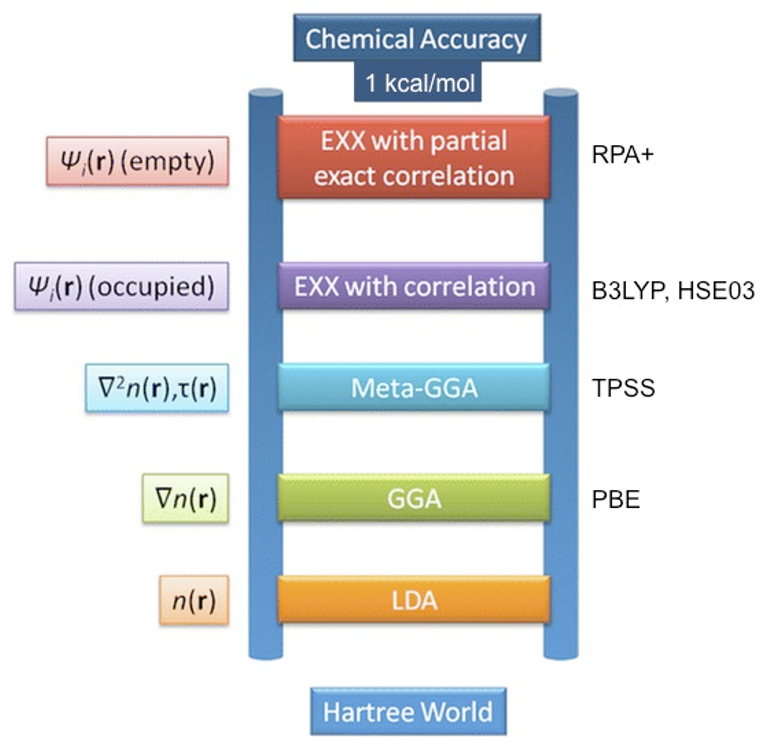 Chemical Accuracy
1 kcal/mol
Ψi(r) (empty)
EXX with partial
exact correlation
RPA+
Ψi(r) (occupied)
EXX with correlation
B3LYP, HSE03
∇²n(r),τ(r)
Meta-GGA
TPSS
∇n(r)
GGA
PBE
n(r)
LDA
Hartree World